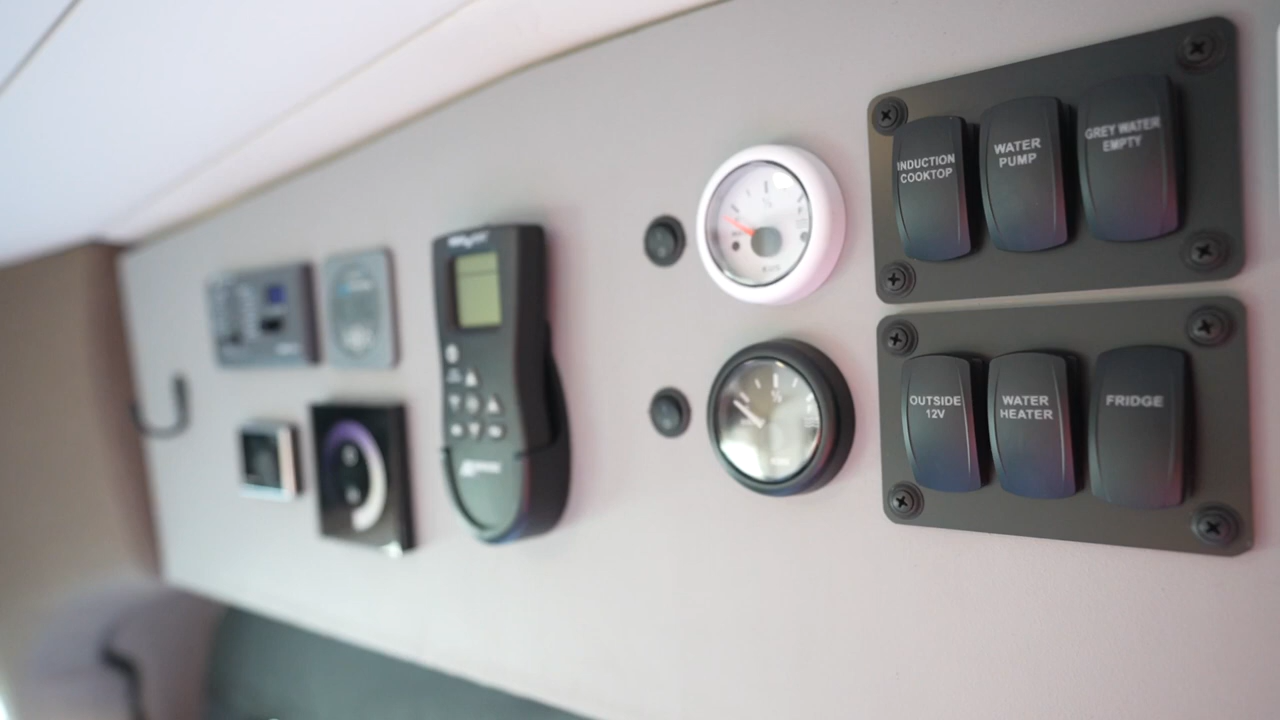 INDUCTION
COOKTOP
WATER
PUMP
GREY WATER
EMPTY
OUTSIDE
12V
WATER
HEATER
FRIDGE